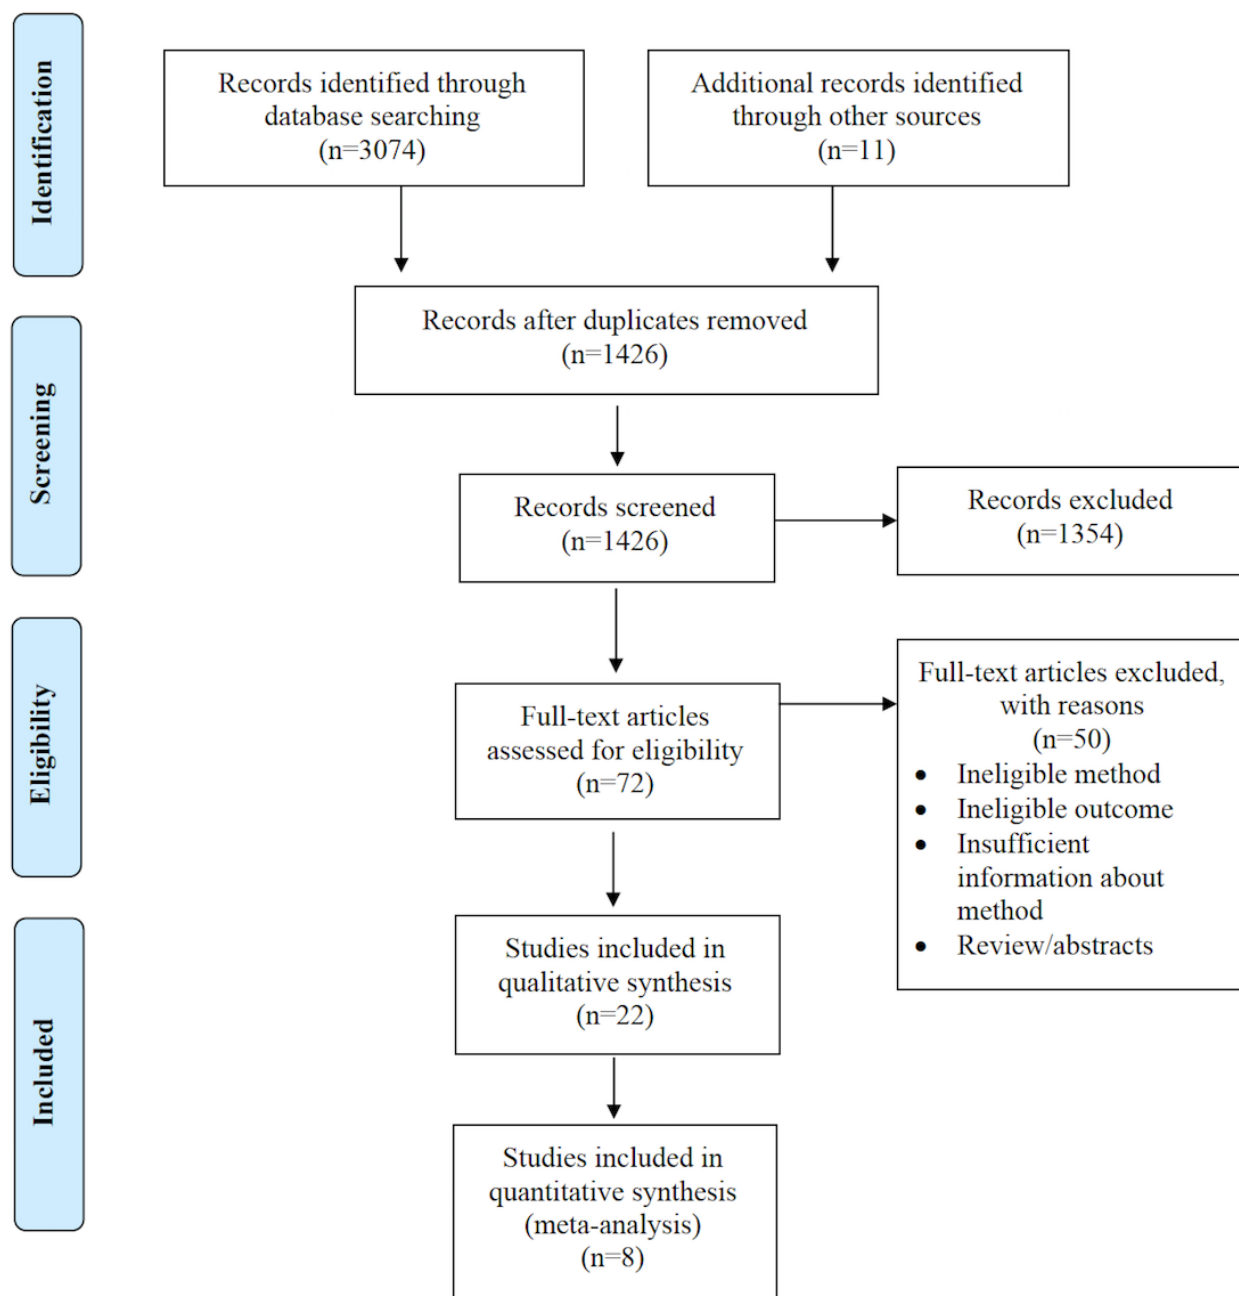 Identification
Records identified through
database searching
(n=3074)
Additional records identified
through other sources
(n=11)
Records after duplicates removed
(n=1426)
Screening
Records screened
(n=1426)
Records excluded
(n=1354)
Eligibility
Full-text articles
assessed for eligibility
(n=72)
Full-text articles excluded,
with reasons
(n=50)
• Ineligible method
• Ineligible outcome
• Insufficient
information about
method
• Review/abstracts
Included
Studies included in
qualitative synthesis
(n=22)
Studies included in
quantitative synthesis
(meta-analysis)
(n=8)